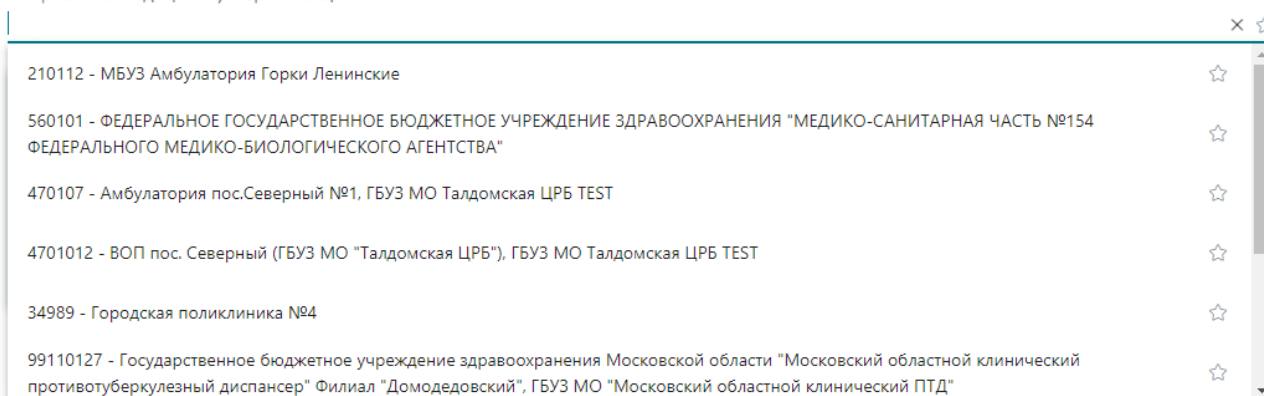 210112 - МБУЗ Амбулатория Горки Ленинские
560101 - ФЕДЕРАЛЬНОЕ ГОСУДАРСТВЕННОЕ БЮДЖЕТНОЕ УЧРЕЖДЕНИЕ ЗДРАВООХРАНЕНИЯ "МЕДИКО-САНИТАРНАЯ ЧАСТЬ №154
ФЕДЕРАЛЬНОГО МЕДИКО-БИОЛОГИЧЕСКОГО АГЕНТСТВА"
470107 - Амбулатория пос.Северный №1, ГБУЗ МО Талдомская ЦРБ TEST
4701012 - ВОП пос. Северный (ГБУЗ МО "Талдомская ЦРБ"), ГБУЗ МО Талдомская ЦРБ TEST
34989 - Городская поликлиника №4
99110127 - Государственное бюджетное учреждение здравоохранения Московской области "Московский областной клинический
противотуберкулезный диспансер" Филиал "Домодедовский", ГБУЗ МО "Московский областной клинический ПТД"